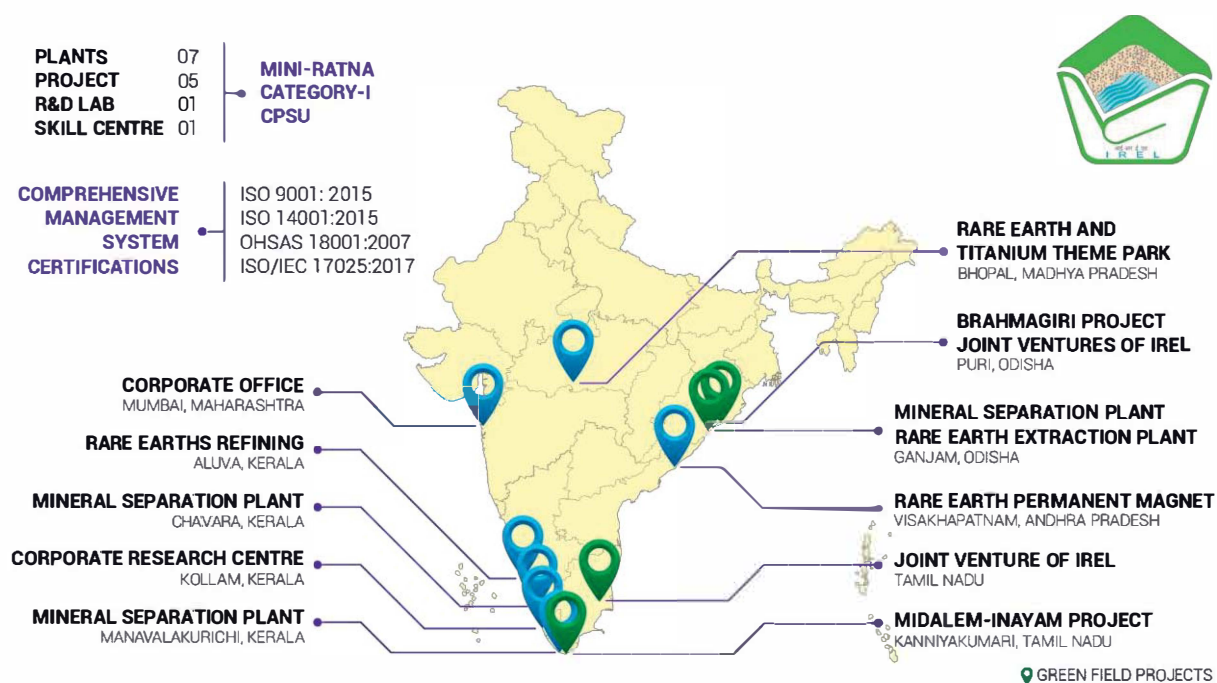 PLANTS 07
PROJECT 05
R&D LAB 01
SKILL CENTRE 01
MINI-RATNA
CATEGORY-I
CPSU
COMPREHENSIVE
MANAGEMENT
SYSTEM
CERTIFICATIONS
ISO 9001: 2015
ISO 14001:2015
OHSAS 18001:2007
ISO/IEC 17025:2017
I R E L
RARE EARTH AND
TITANIUM THEME PARK
BHOPAL, MADHYA PRADESH
BRAHMAGIRI PROJECT
JOINT VENTURES OF IREL
PURI, ODISHA
MINERAL SEPARATION PLANT
RARE EARTH EXTRACTION PLANT
GANJAM, ODISHA
RARE EARTH PERMANENT MAGNET
VISAKHAPATNAM, ANDHRA PRADESH
JOINT VENTURE OF IREL
TAMIL NADU
MIDALEM-INAYAM PROJECT
KANNIYAKUMARI, TAMIL NADU
CORPORATE OFFICE
MUMBAI, MAHARASHTRA
RARE EARTHS REFINING
ALUVA, KERALA
MINERAL SEPARATION PLANT
CHAVARA, KERALA
CORPORATE RESEARCH CENTRE
KOLLAM, KERALA
MINERAL SEPARATION PLANT
MANAVALAKURICHI, KERALA
GREEN FIELD PROJECTS